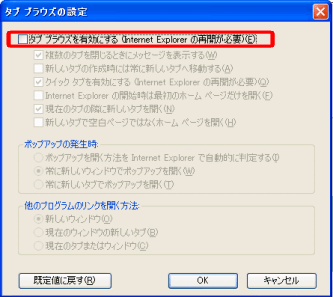 タブ ブラウズの設定
タブ ブラウズを有効にする (Internet Explorer の再開が必要)(E)
複数のタブを閉じるときにメッセージを表示する(W)
新しいタブの作成時には常に新しいタブへ移動する(A)
クイック タブを有効にする (Internet Explorer の再開が必要)(Q)
Internet Explorer の開始時は最初のホーム ページだけを開く(F)
現在のタブの隣に新しいタブを開く(N)
新しいタブで空白ページではなくホーム ページを開く(H)
ポップアップの発生時:
ポップアップを開く方法を Internet Explorer で自動的に判定する(I)
常に新しいウィンドウでポップアップを開く(W)
常に新しいタブでポップアップを開く(T)
他のプログラムのリンクを開く方法:
新しいウィンドウ(O)
現在のウィンドウの新しいタブ(B)
現在のタブまたはウィンドウ(C)
既定値に戻す(R)
OK
キャンセル